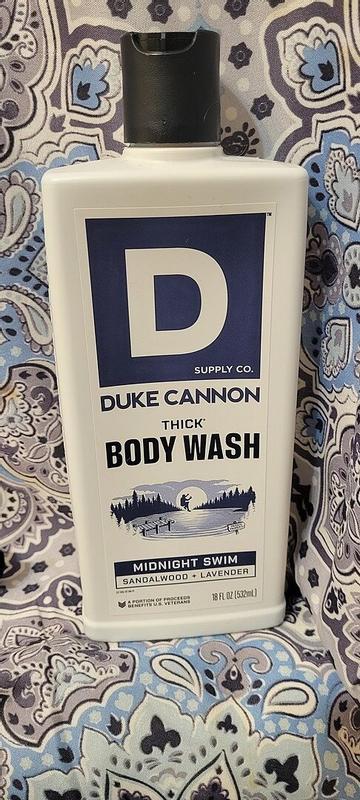 D
SUPPLY CO.
DUKE CANNON
THICK
BODY WASH
MIDNIGHT SWIM
SANDALWOOD + LAVENDER
A PORTION OF PROCEEDS
BENEFITS U.S. VETERANS
18 FL OZ (532mL)